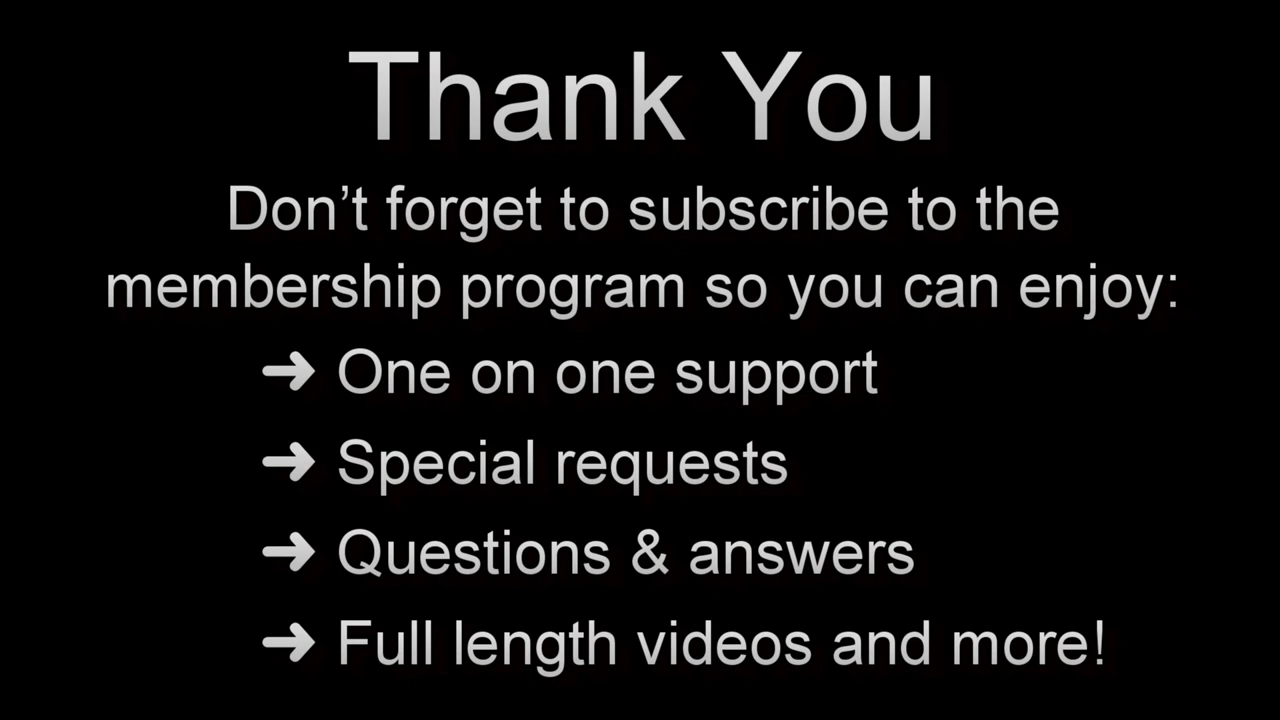 Thank You
Don’t forget to subscribe to the
membership program so you can enjoy:
➜ One on one support
➜ Special requests
➜ Questions & answers
➜ Full length videos and more!